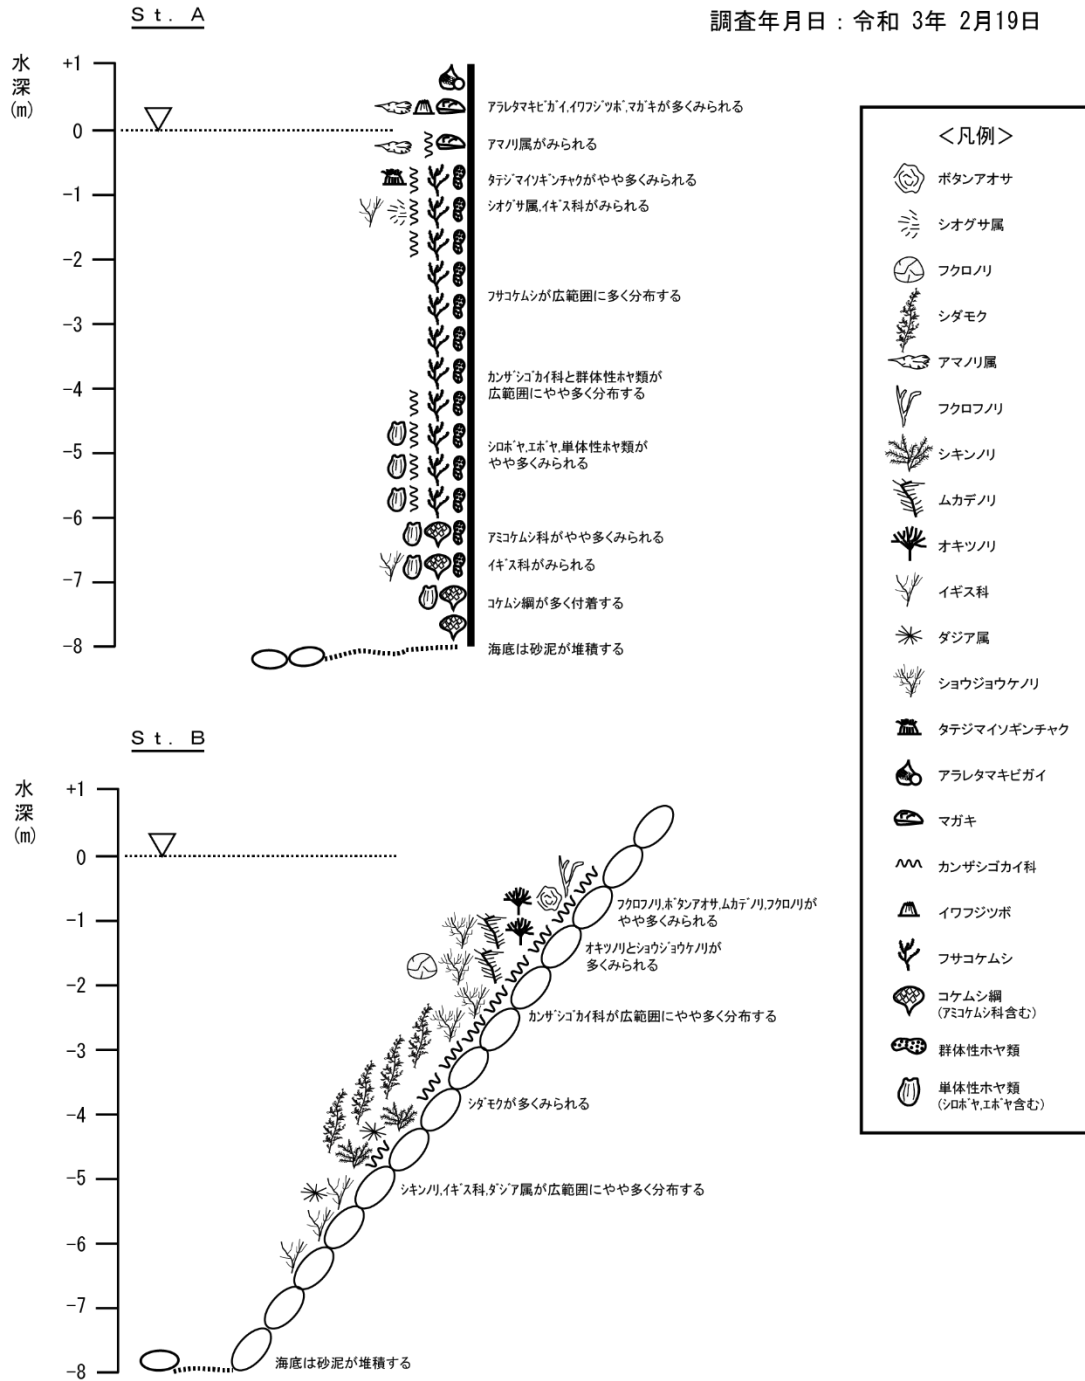 St. A
調査年月日：令和 3年 2月19日
水深(m)
+1
0
-1
-2
-3
-4
-5
-6
-7
-8
アラレタマキビガイ,イワフジツボ,マガキが多くみられる
アマノリ属がみられる
タテジマイソギンチャクがやや多くみられる
シオグサ属,イギス科がみられる
フサコケムシが広範囲に多く分布する
カンザシゴカイ科と群体性ホヤ類が
広範囲にやや多く分布する
シロボヤ,エボヤ,単体性ホヤ類が
やや多くみられる
アミコケムシ科がやや多くみられる
イギス科がみられる
コケムシ綱が多く付着する
海底は砂泥が堆積する
＜凡例＞
ボタンアオサ
シオグサ属
フクロノリ
シダモク
アマノリ属
フクロフノリ
シキンノリ
ムカデノリ
オキツノリ
イギス科
ダジア属
ショウジョウケノリ
タテジマイソギンチャク
アラレタマキビガイ
マガキ
カンザシゴカイ科
イワフジツボ
フサコケムシ
コケムシ綱
(アミコケムシ科含む)
群体性ホヤ類
単体性ホヤ類
(シロボヤ,エボヤ含む)
St. B
水深(m)
+1
0
-1
-2
-3
-4
-5
-6
-7
-8
フクロフノリ,ボタンアオサ,ムカデノリ,フクロノリが
やや多くみられる
オキツノリとショウジョウケノリが
多くみられる
カンザシゴカイ科が広範囲にやや多く分布する
シダモクが多くみられる
シキンノリ,イギス科,ダジア属が広範囲にやや多く分布する
海底は砂泥が堆積する